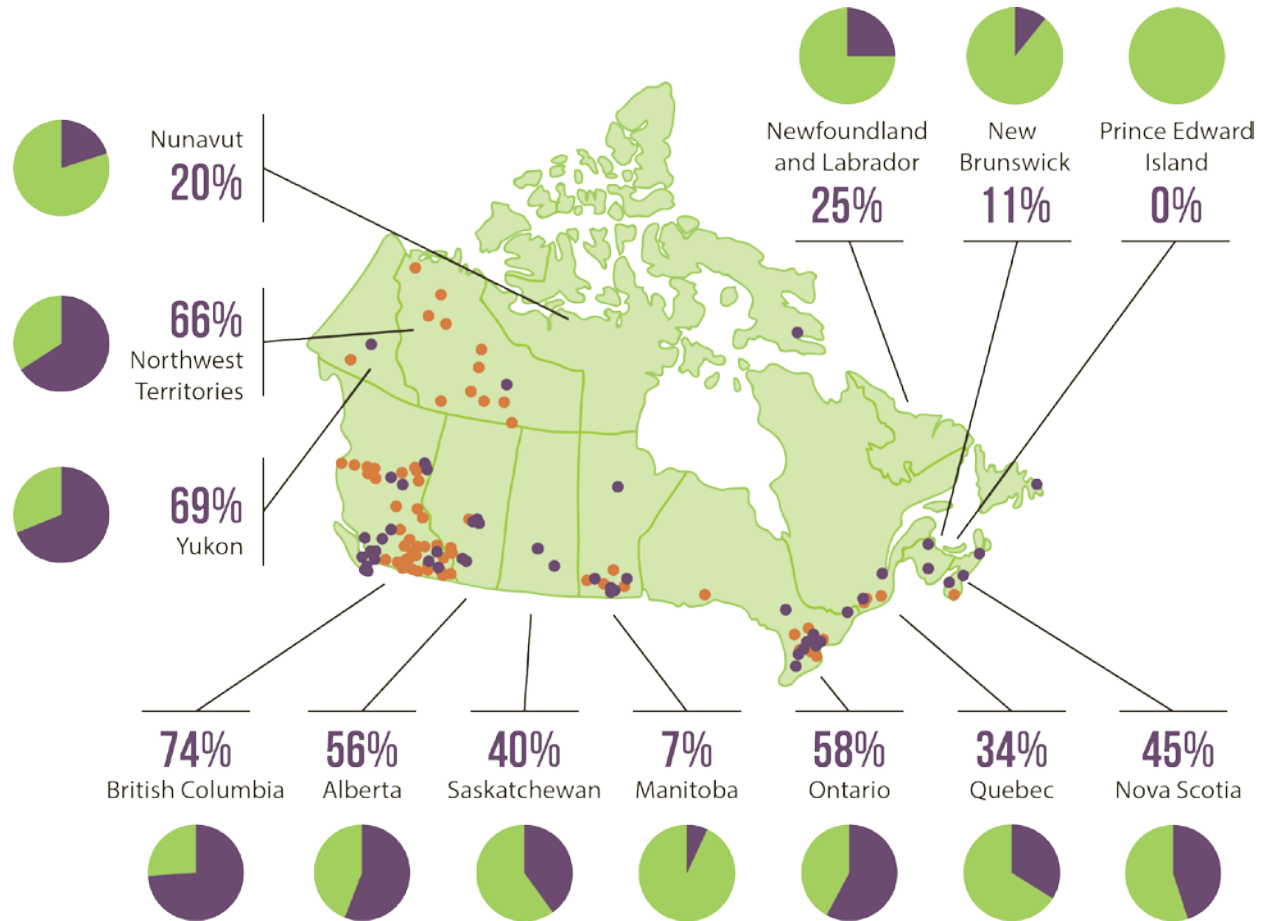 Newfoundland
and Labrador
25%
New
Brunswick
11%
Prince Edward
Island
0%
Nunavut
20%
66%
Northwest
Territories
69%
Yukon
74%
British Columbia
56%
Alberta
40%
Saskatchewan
7%
Manitoba
58%
Ontario
34%
Quebec
45%
Nova Scotia